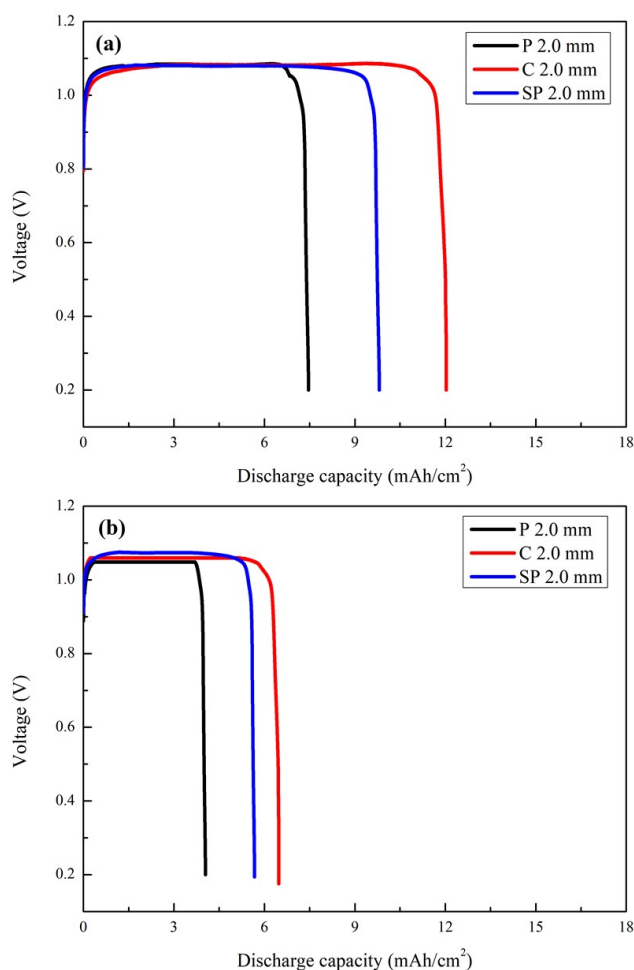 (a)
P 2.0 mm
C 2.0 mm
SP 2.0 mm
1.2
1.0
0.8
0.6
0.4
0.2
Voltage (V)
0 3 6 9 12 15 18
Discharge capacity (mAh/cm²)
(b)
P 2.0 mm
C 2.0 mm
SP 2.0 mm
1.2
1.0
0.8
0.6
0.4
0.2
Voltage (V)
0 3 6 9 12 15 18
Discharge capacity (mAh/cm²)